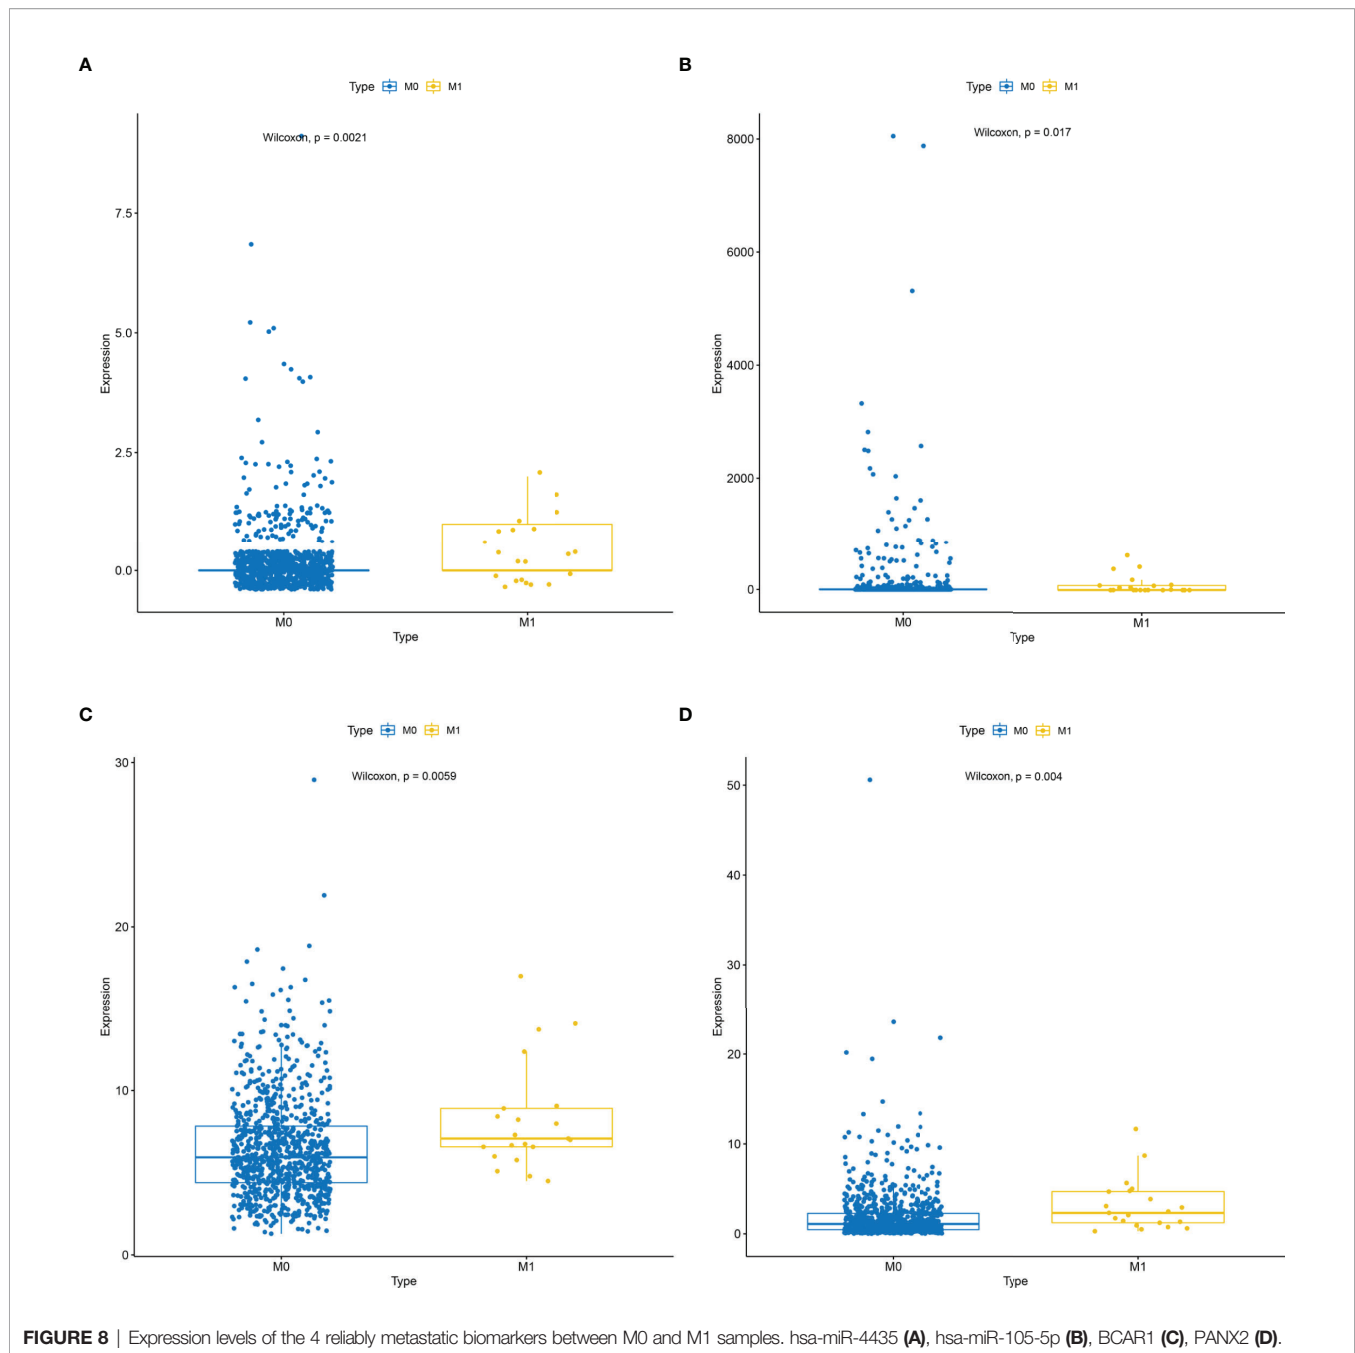 A
Type M0 M1
Wilcoxon, p = 0.0021
7.5
5.0
2.5
0.0
Expression
M0 M1
Type
B
Type M0 M1
Wilcoxon, p = 0.017
8000
6000
4000
2000
0
Expression
M0 M1
Type
C
Type M0 M1
Wilcoxon, p = 0.0059
30
20
10
0
Expression
M0 M1
Type
D
Type M0 M1
Wilcoxon, p = 0.004
50
40
30
20
10
0
Expression
M0 M1
Type
FIGURE 8 | Expression levels of the 4 reliably metastatic biomarkers between M0 and M1 samples. hsa-miR-4435 (A), hsa-miR-105-5p (B), BCAR1 (C), PANX2 (D).